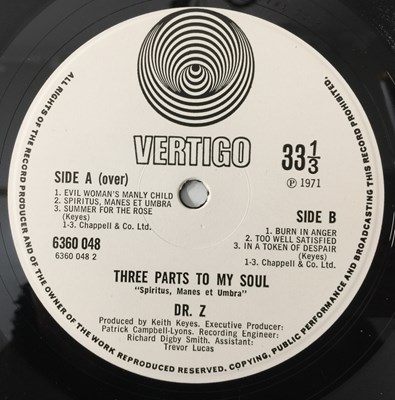 ALL RIGHTS OF THE RECORD PRODUCER AND OF THE OWNER OF THE WORK RESERVED. COPYING, PUBLIC PERFORMANCE AND BROADCASTING THIS RECORD PROHIBITED.
VERTIGO
33 1/3
℗ 1971
SIDE A (over)
1. EVIL WOMAN'S MANLY CHILD
2. SPIRITUS, MANES ET UMBRA
3. SUMMER FOR THE ROSE
(Keyes)
1-3. Chappell & Co. Ltd.
6360 048
6360 048 2
SIDE B
1. BURN IN ANGER
2. TOO WELL SATISFIED
3. IN A TOKEN OF DESPAIR
(Keyes)
1-3. Chappell & Co. Ltd.
THREE PARTS TO MY SOUL
"Spiritus, Manes et Umbra"
DR. Z
Produced by Keith Keyes. Executive Producer:
Patrick Campbell-Lyons. Recording Engineer:
Richard Digby Smith. Assistant:
Trevor Lucas